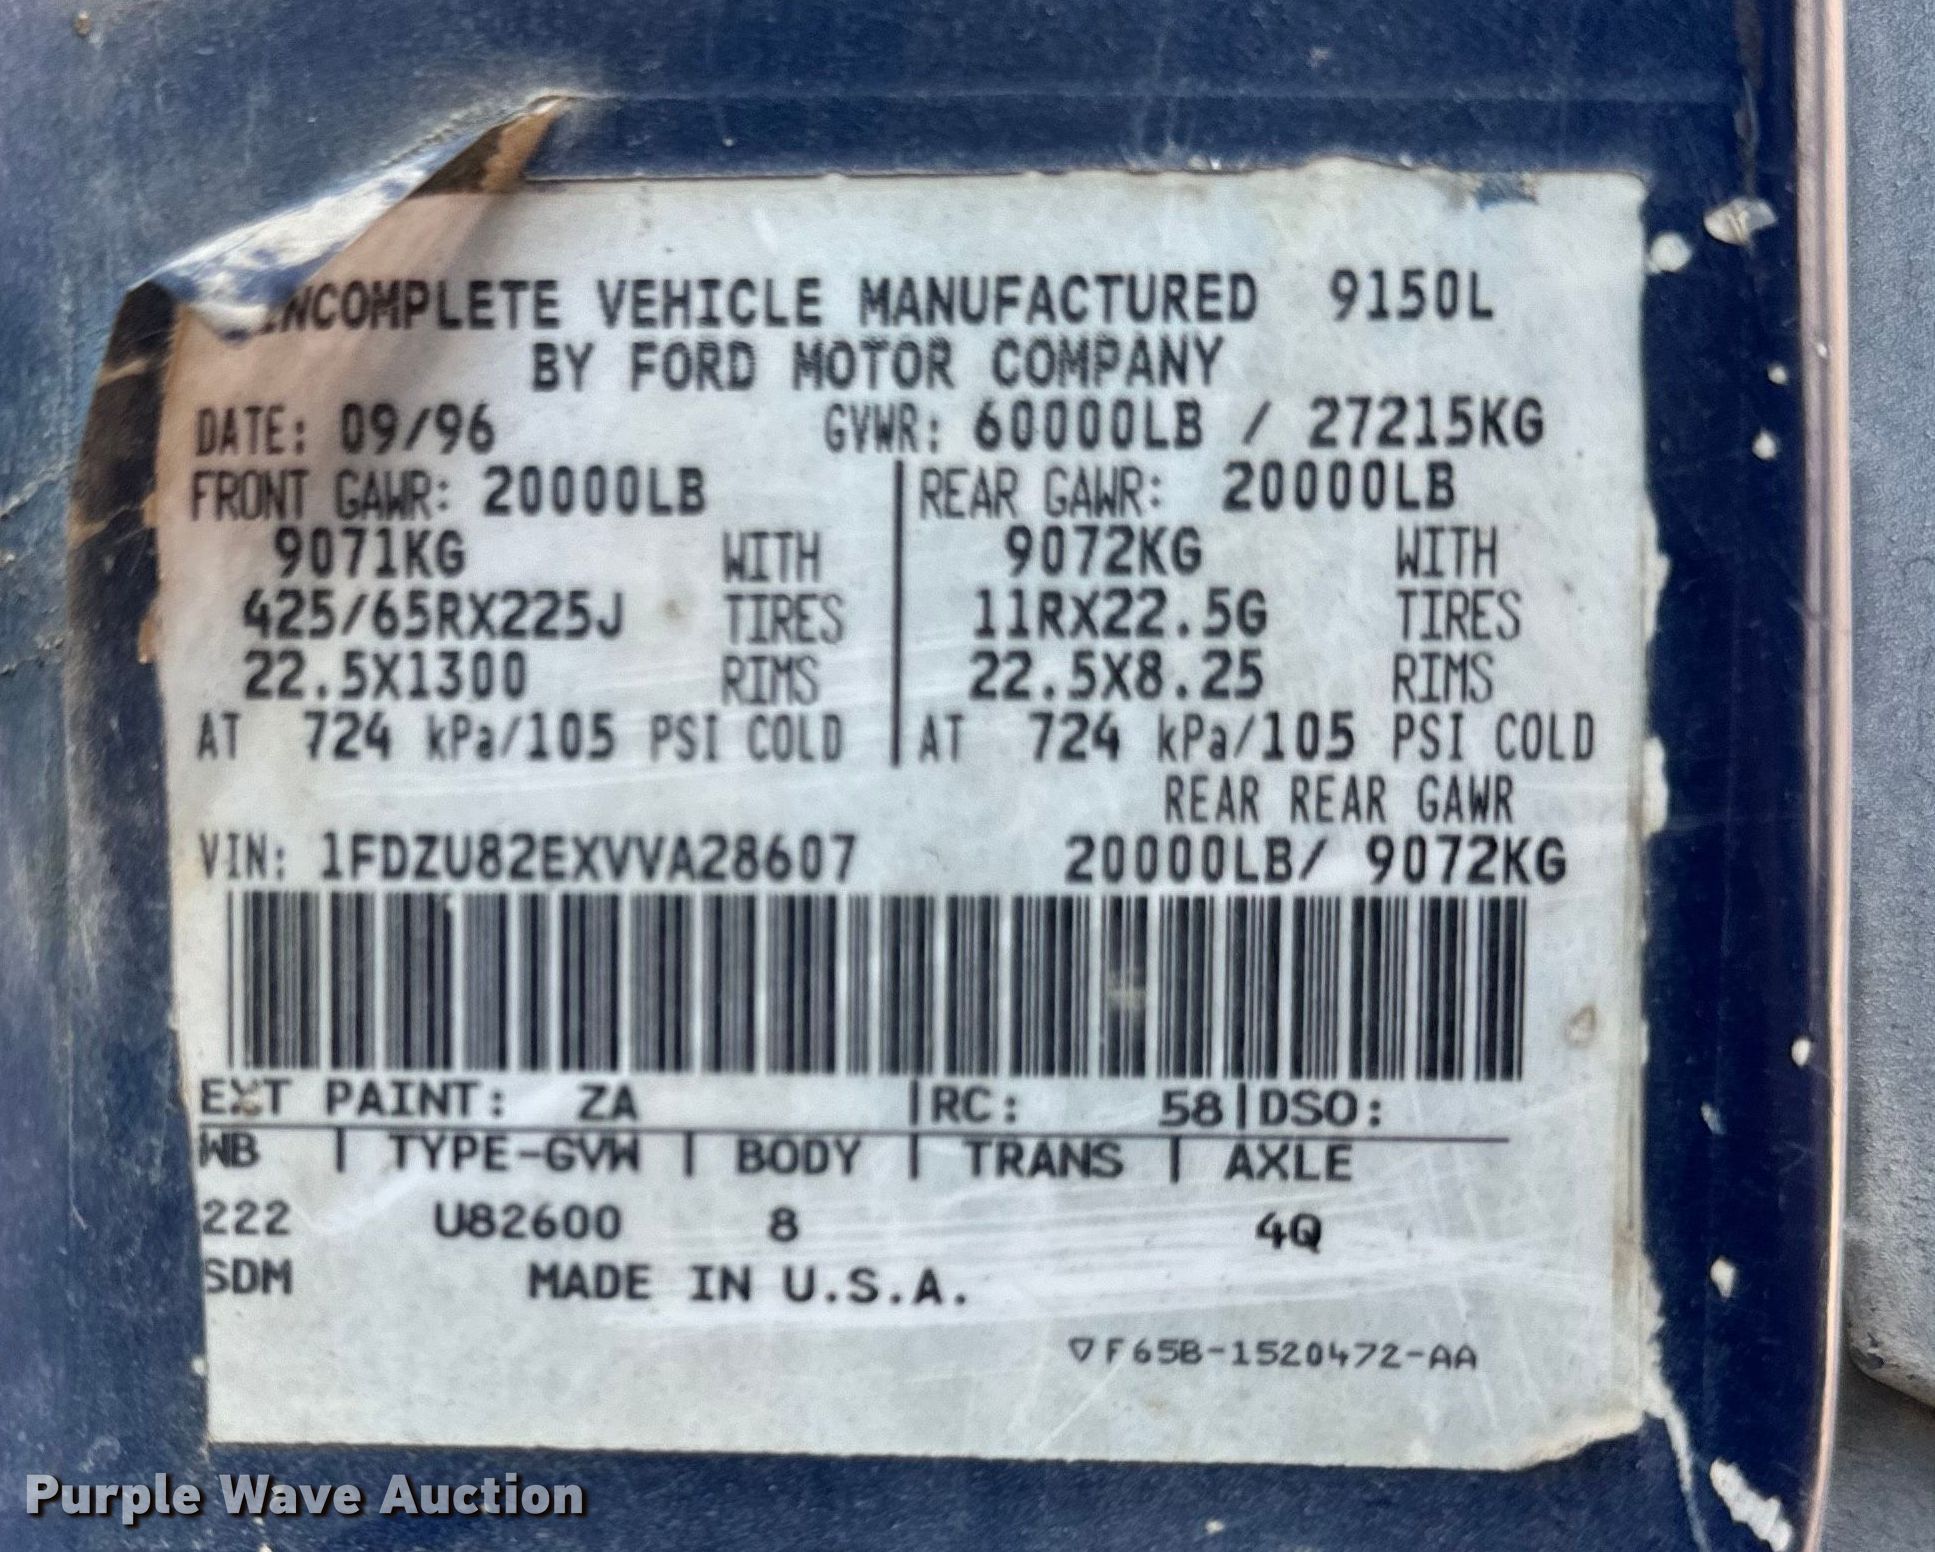 INCOMPLETE VEHICLE MANUFACTURED 9150L
BY FORD MOTOR COMPANY
DATE: 09/96 GVWR: 60000LB / 27215KG
FRONT GAWR: 20000LB REAR GAWR: 20000LB
9071KG WITH 9072KG WITH
425/65RX225J TIRES 11RX22.5G TIRES
22.5X1300 RIMS 22.5X8.25 RIMS
AT 724 kPa/105 PSI COLD AT 724 kPa/105 PSI COLD
REAR REAR GAWR
VIN: 1FDZU82EXVVA28607 20000LB/ 9072KG
EXT PAINT: ZA |RC: 58|DSO:
WB | TYPE-GVW | BODY | TRANS | AXLE
222 U82600 8 4Q
SDM MADE IN U.S.A.
▽F65B-1520472-AA
Purple Wave Auction